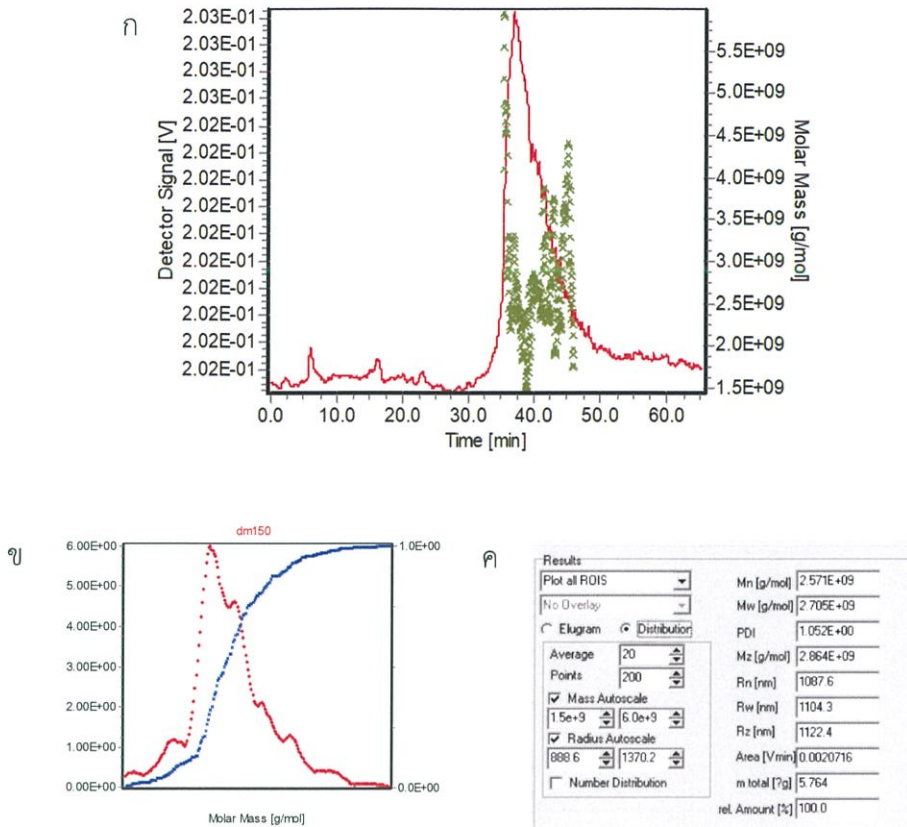 ก
2.03E-01
2.03E-01
2.03E-01
2.03E-01
2.02E-01
2.02E-01
2.02E-01
2.02E-01
2.02E-01
2.02E-01
2.02E-01
2.02E-01
2.02E-01
2.02E-01
Detector Signal [V]
5.5E+09
5.0E+09
4.5E+09
4.0E+09
3.5E+09
3.0E+09
2.5E+09
2.0E+09
1.5E+09
Molar Mass [g/mol]
0.0 10.0 20.0 30.0 40.0 50.0 60.0
Time [min]
ข
dm150
6.00E+00
5.00E+00
4.00E+00
3.00E+00
2.00E+00
1.00E+00
0.00E+00
1.0E+00
0.0E+00
Molar Mass [g/mol]
ค
Results
Plot all ROIS
No Overlay
Elugram Distribution
Average 20
Points 200
Mass Autoscale
1.5e+9 6.0e+9
Radius Autoscale
888.6 1370.2
Number Distribution
Mn [g/mol] 2.571E+09
Mw [g/mol] 2.705E+09
PDI 1.052E+00
Mz [g/mol] 2.864E+09
Rn [nm] 1087.6
Rw [nm] 1104.3
Rz [nm] 1122.4
Area [Vmin] 0.0020716
m total [?g] 5.764
rel. Amount [%] 100.0